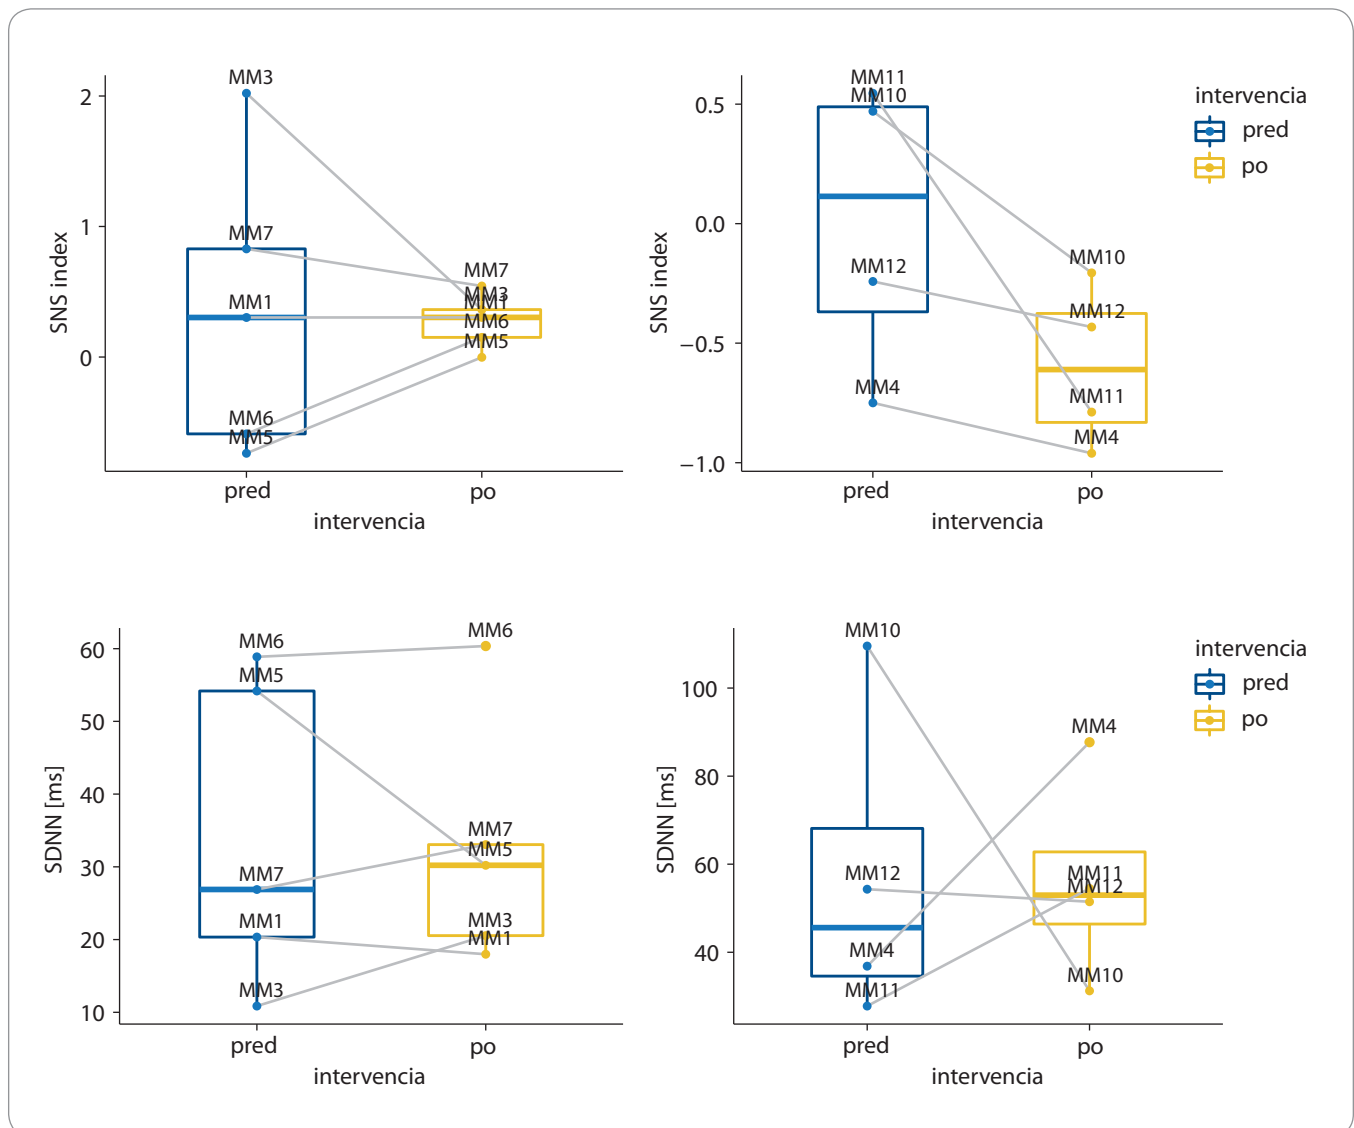 SNS index
2
1
0
MM3
MM7
MM1
MM6
MM5
MM7
MM3
MM1
MM6
MM5
pred
po
intervencia
SNS index
0.5
0.0
−0.5
−1.0
MM11
MM10
MM12
MM4
MM10
MM12
MM11
MM4
pred
po
intervencia
intervencia
pred
po
SDNN [ms]
60
50
40
30
20
10
MM6
MM5
MM7
MM1
MM3
MM6
MM7
MM5
MM3
MM1
pred
po
intervencia
SDNN [ms]
100
80
60
40
MM10
MM12
MM4
MM11
MM4
MM11
MM12
MM10
pred
po
intervencia
intervencia
pred
po